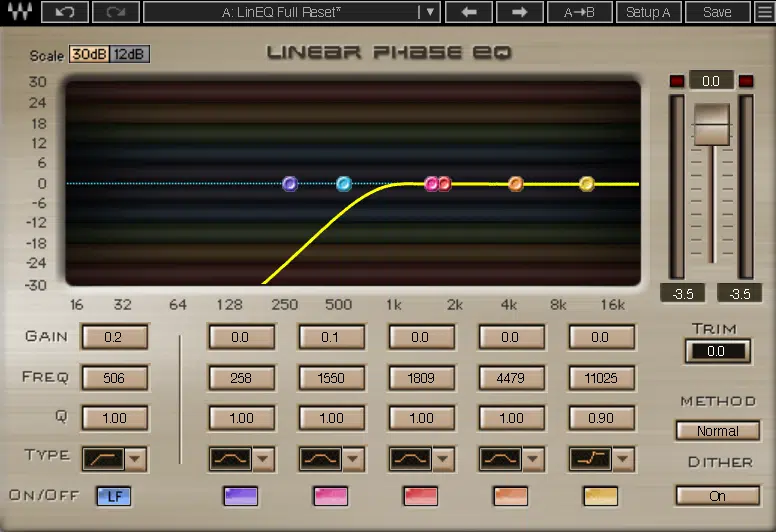 A: LinEQ Full Reset*
A→B
Setup A
Save
Scale 30dB 12dB
LINEAR PHASE EQ
0.0
30
24
18
12
6
0
-6
-12
-18
-24
-30
16 32 64 128 250 500 1k 2k 4k 8k 16k
-3.5 -3.5
GAIN 0.2 0.0 0.1 0.0 0.0 0.0
TRIM
0.0
FREQ 506 258 1550 1809 4479 11025
METHOD
Q 1.00 1.00 1.00 1.00 1.00 0.90
Normal
TYPE
DITHER
ON/OFF LF
On